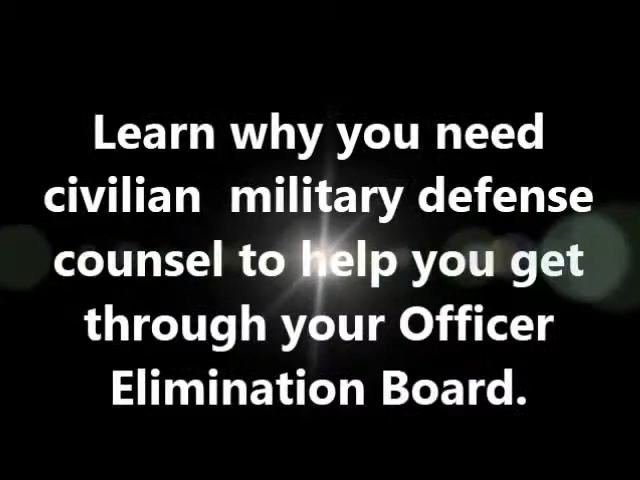 Learn why you need
civilian  military defense
counsel to help you get
through your Officer
Elimination Board.